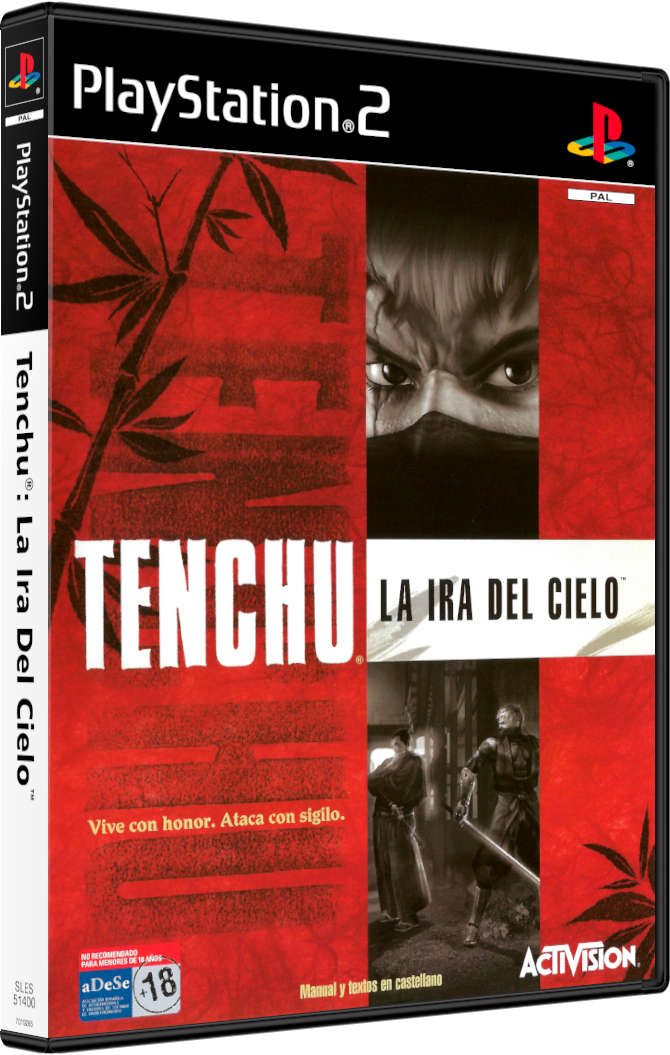 PAL
PlayStation®2
Tenchu®: La Ira Del Cielo™
SLES
51400
PlayStation®2
PAL
TENCHU®
LA IRA DEL CIELO™
Vive con honor. Ataca con sigilo.
NO RECOMENDADO
PARA MENORES DE 18 AÑOS
aDeSe
+18
Manual y textos en castellano
ACTIVISION®